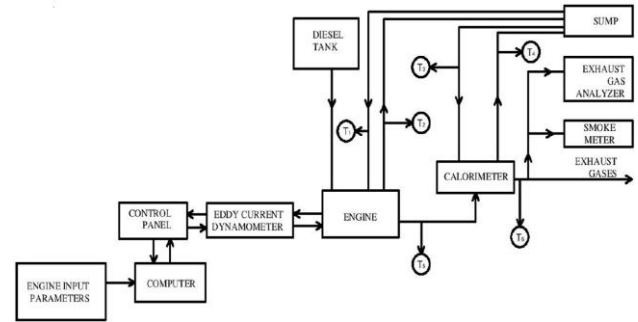 SUMP
DIESEL
TANK
T4
T3
EXHAUST
GAS
ANALYZER
T1
T2
SMOKE
METER
CALORIMETER
EXHAUST
GASES
CONTROL
PANEL
EDDY CURRENT
DYNAMOMETER
ENGINE
T6
T5
ENGINE INPUT
PARAMETERS
COMPUTER